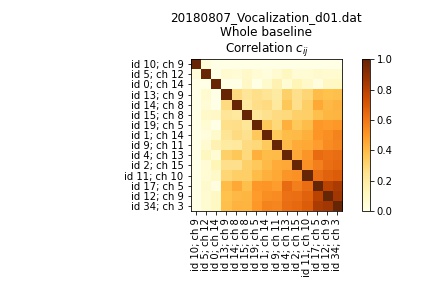 20180807_Vocalization_d01.dat
Whole baseline
Correlation c_ij
id 10; ch 9
id 5; ch 12
id 0; ch 14
id 13; ch 9
id 14; ch 8
id 15; ch 8
id 19; ch 5
id 1; ch 14
id 9; ch 11
id 4; ch 13
id 2; ch 15
id 11; ch 10
id 17; ch 5
id 12; ch 9
id 34; ch 3
1.0
0.8
0.6
0.4
0.2
0.0
id 10; ch 9
id 5; ch 12
id 0; ch 14
id 13; ch 9
id 14; ch 8
id 15; ch 8
id 19; ch 5
id 1; ch 14
id 9; ch 11
id 4; ch 13
id 2; ch 15
id 11; ch 10
id 17; ch 5
id 12; ch 9
id 34; ch 3